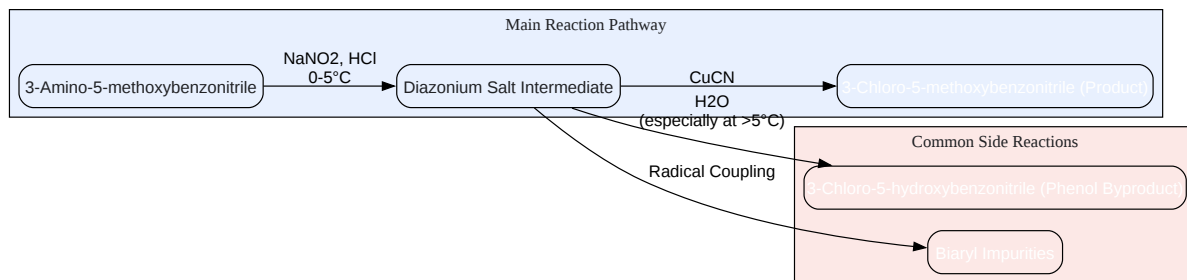 Main Reaction Pathway
3-Amino-5-methoxybenzonitrile
NaNO2, HCl
0-5°C
Diazonium Salt Intermediate
CuCN
3-Chloro-5-methoxybenzonitrile (Product)
H2O
(especially at >5°C)
Common Side Reactions
Radical Coupling
3-Chloro-5-hydroxybenzonitrile (Phenol Byproduct)
Biaryl Impurities